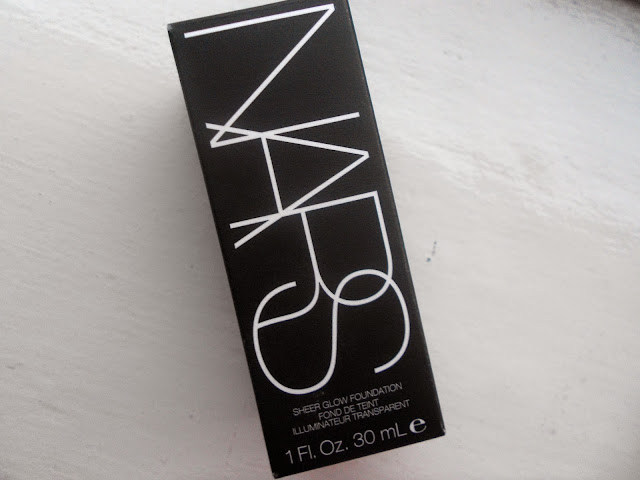 NARS
SHEER GLOW FOUNDATION
FOND DE TEINT
ILLUMINATEUR TRANSPARENT
1 Fl. Oz. 30 mL ℮